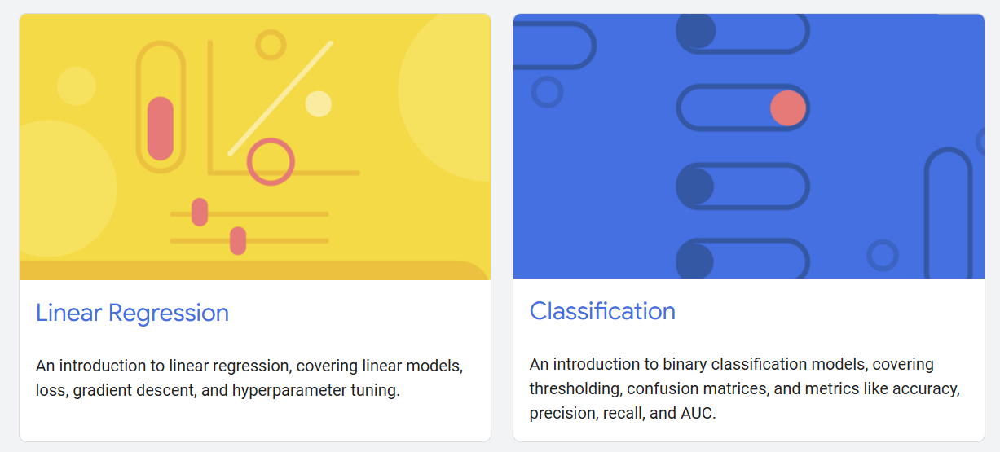 Linear Regression
An introduction to linear regression, covering linear models,
loss, gradient descent, and hyperparameter tuning.
Classification
An introduction to binary classification models, covering
thresholding, confusion matrices, and metrics like accuracy,
precision, recall, and AUC.